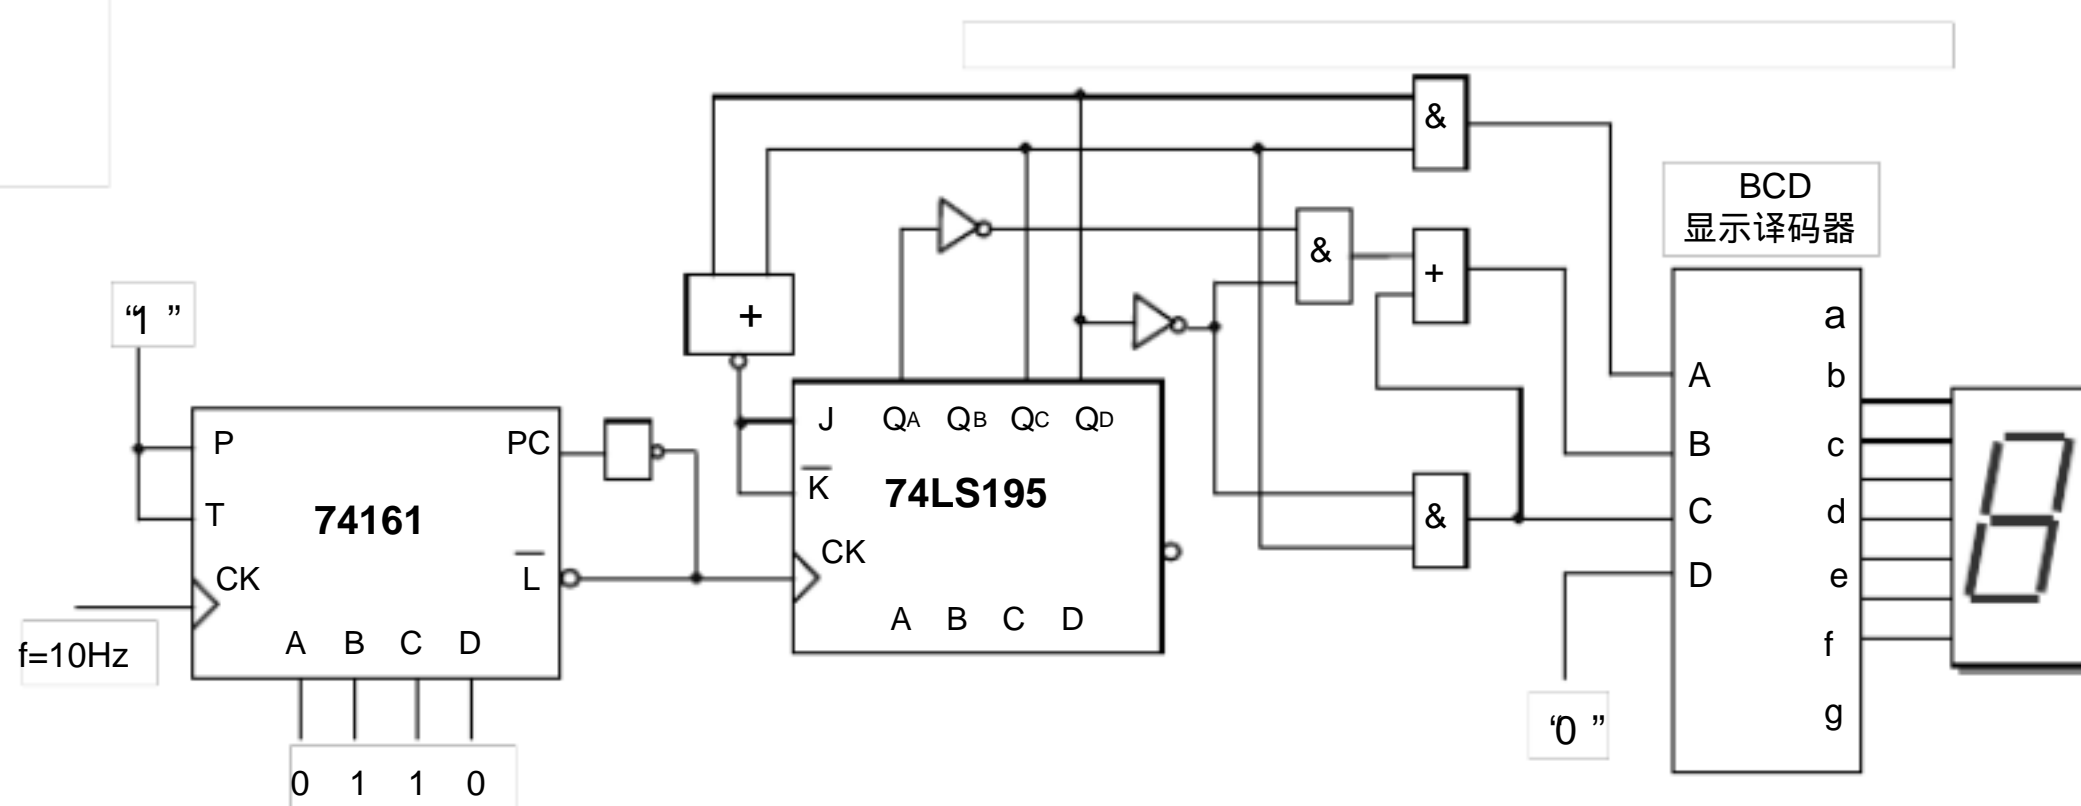 &
BCD
显示译码器
&
+
“1 ”
+
a
A
b
J
QA
QB
QC
QD
P
PC
B
c
K
74LS195
T
74161
&
C
d
CK
L
CK
D
e
A
B
C
D
A
B
C
D
f
f=10Hz
g
“0 ”
0
1
1
0